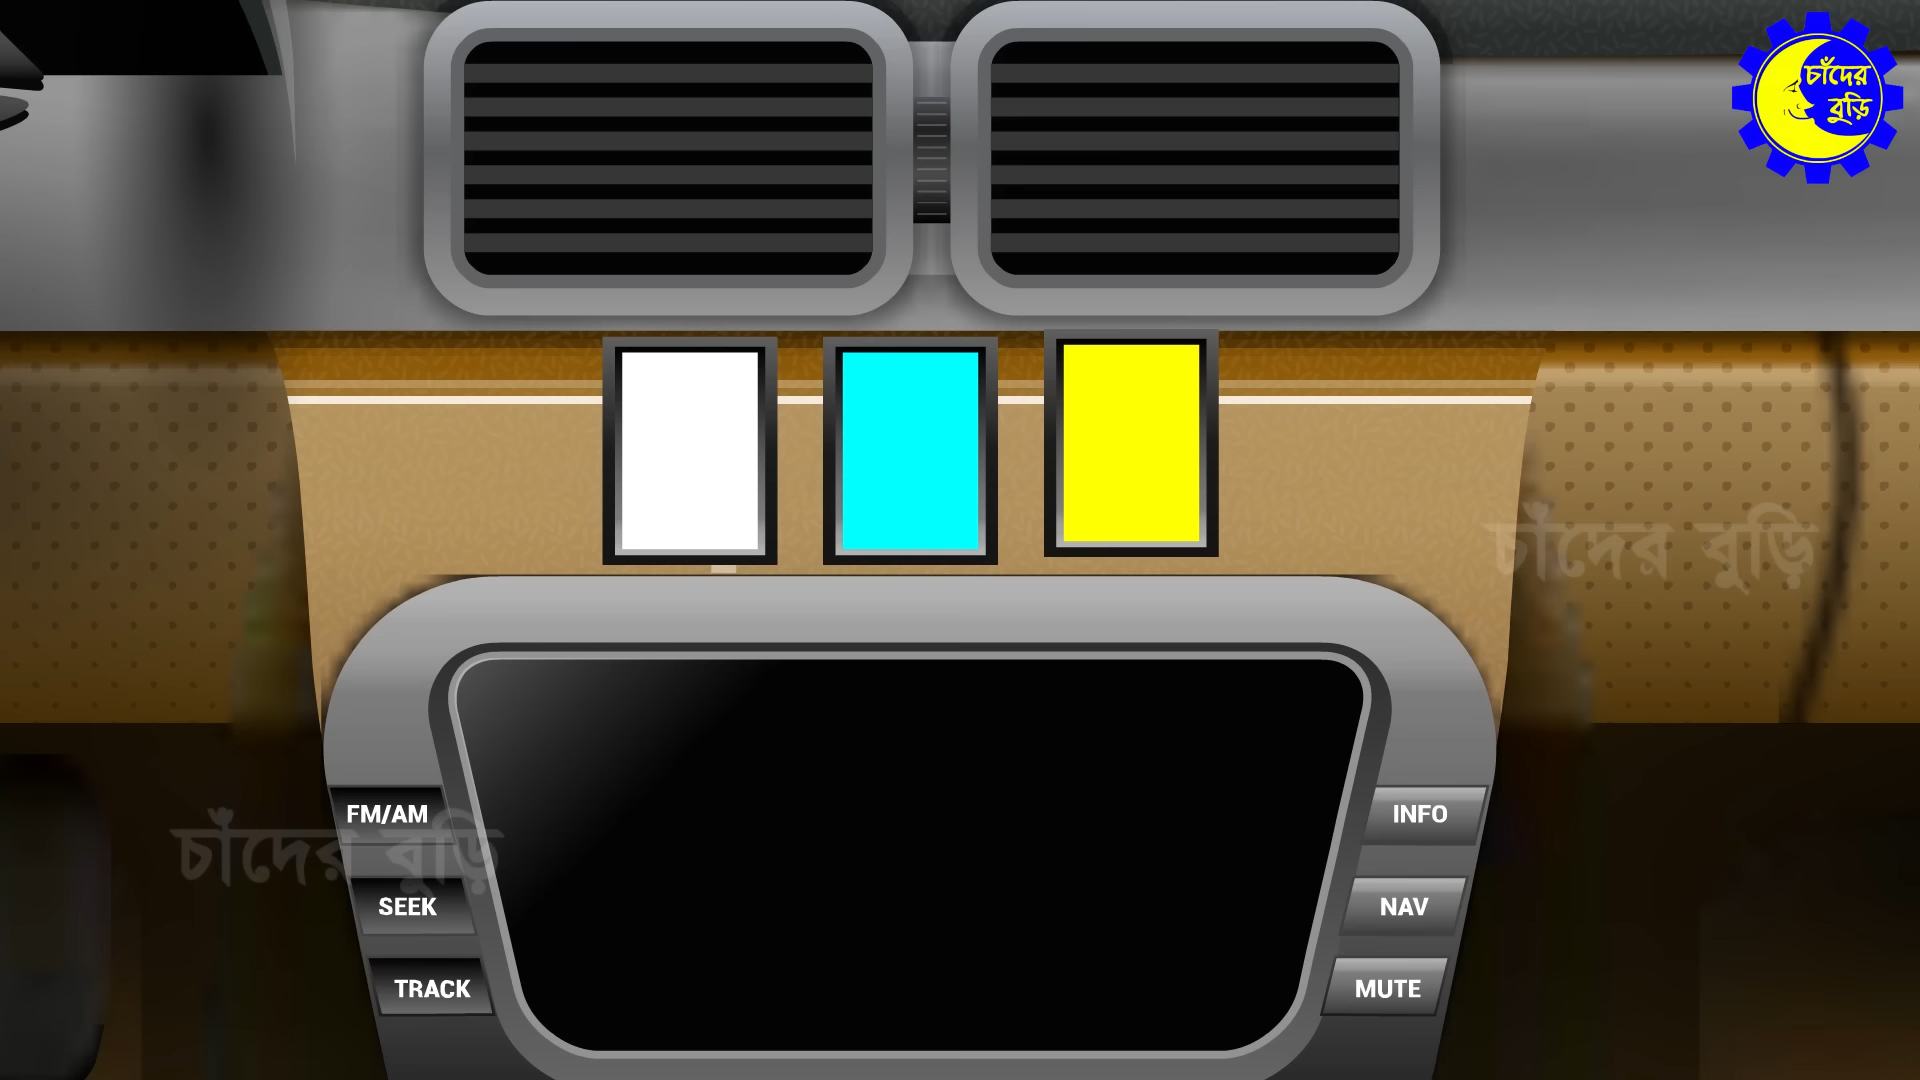 চাঁদের
বুড়ি
চাঁদের বুড়ি
FM/AM
INFO
চাঁদের বুড়ি
SEEK
NAV
TRACK
MUTE